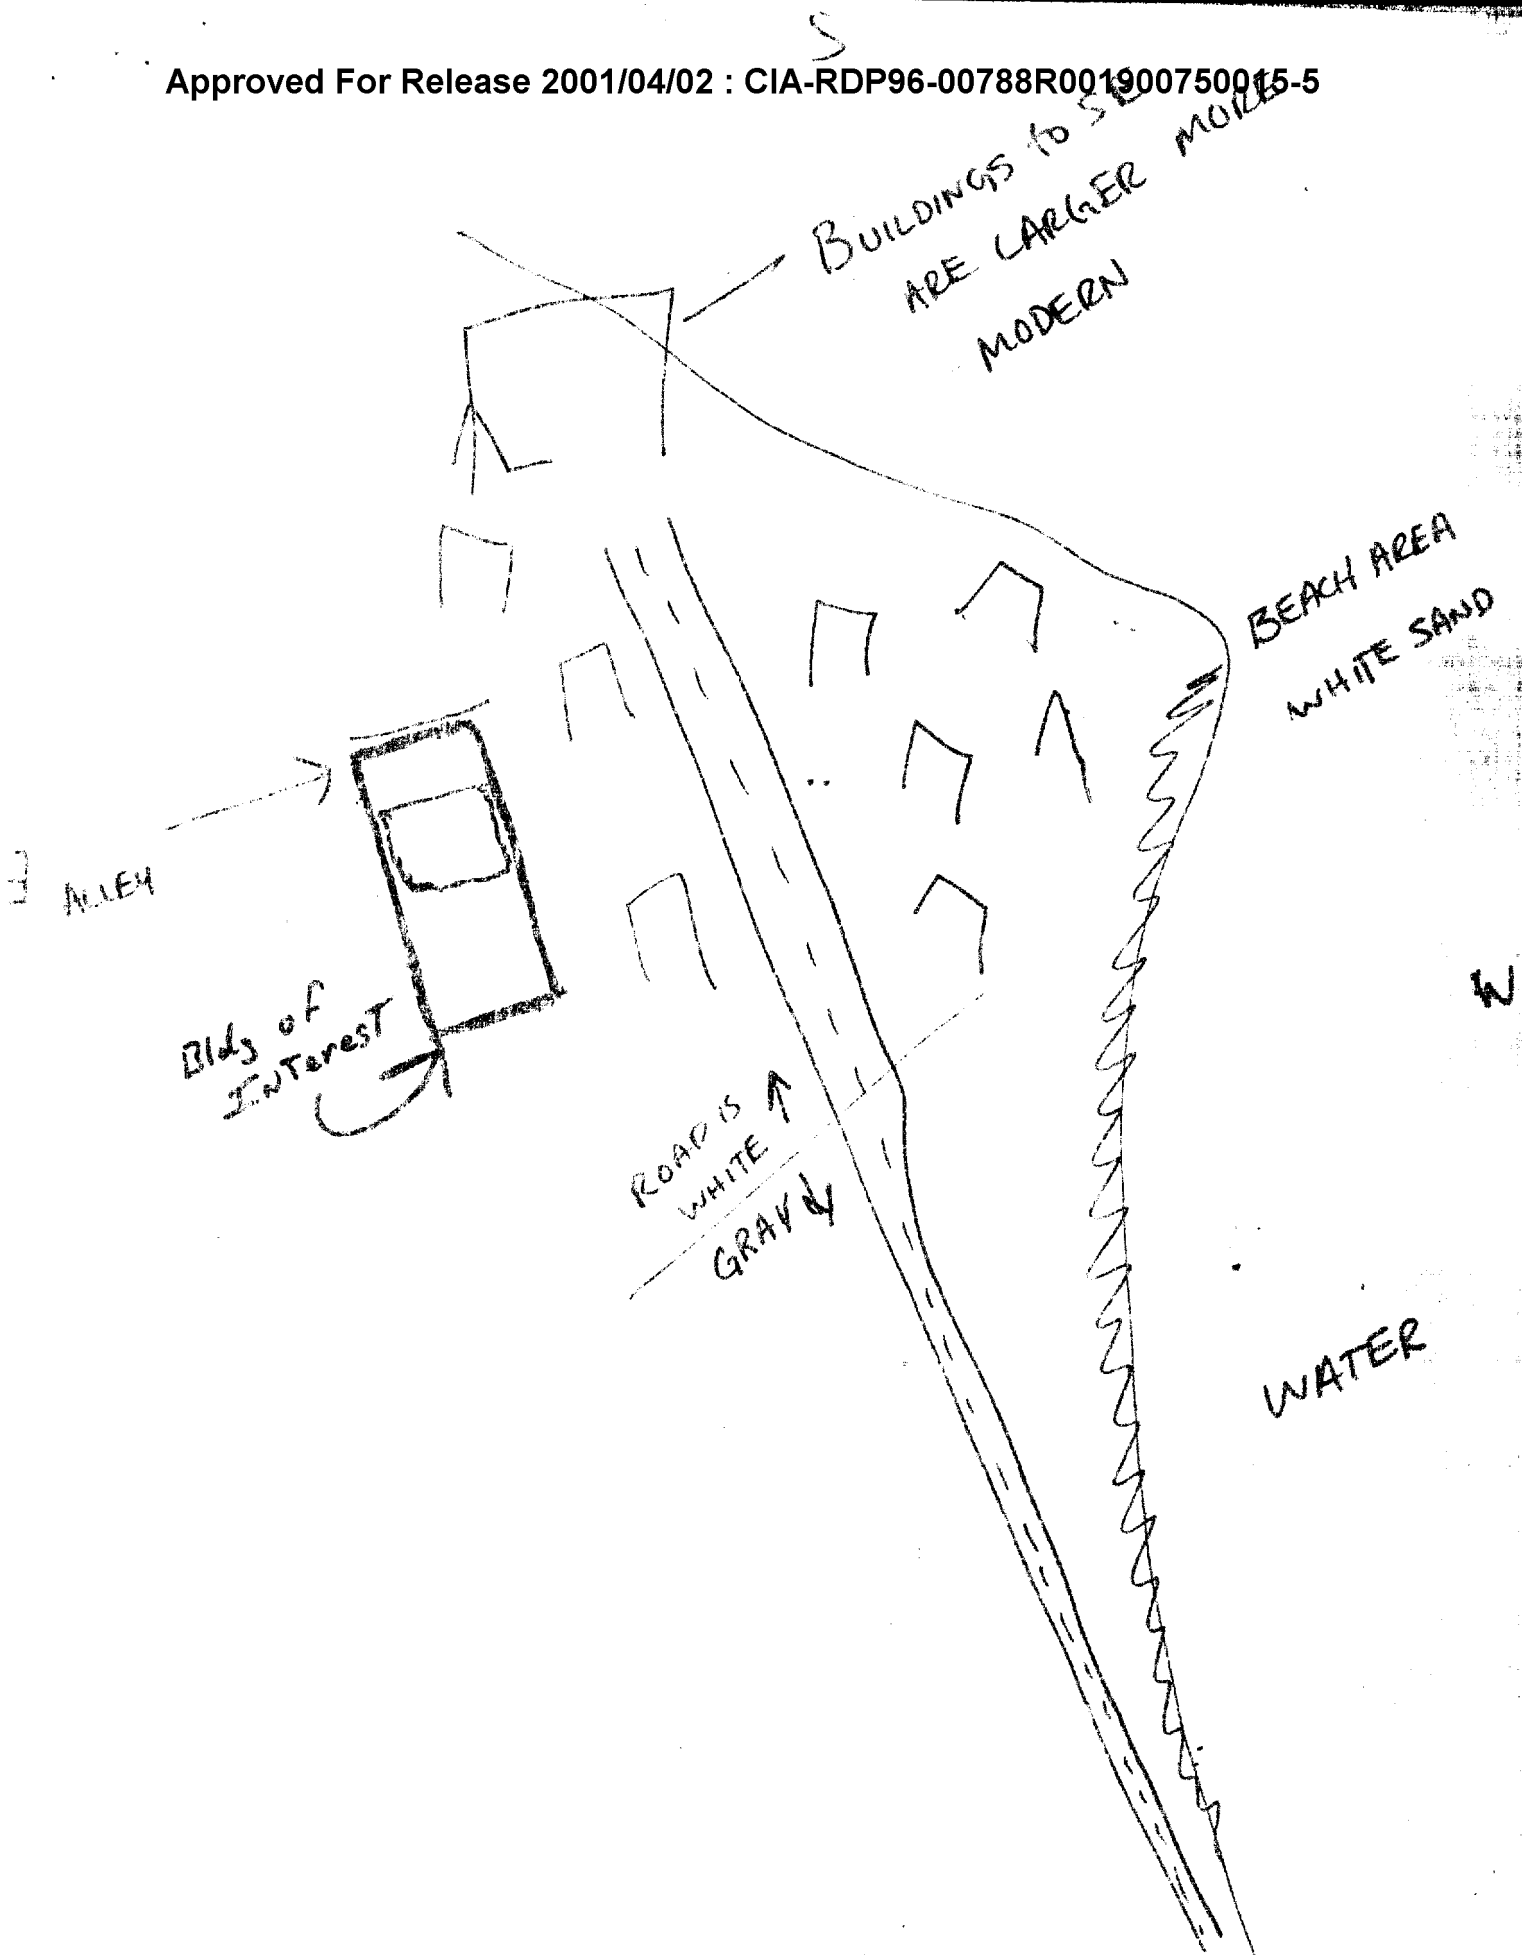 S
Approved For Release 2001/04/02 : CIA-RDP96-00788R001900750015-5
BUILDINGS to SE
ARE LARGER MORE
MODERN
BEACH AREA
WHITE SAND
E
ALLEY
W
Bldg of
INTEREST
ROAD IS
WHITE
GRAY
WATER